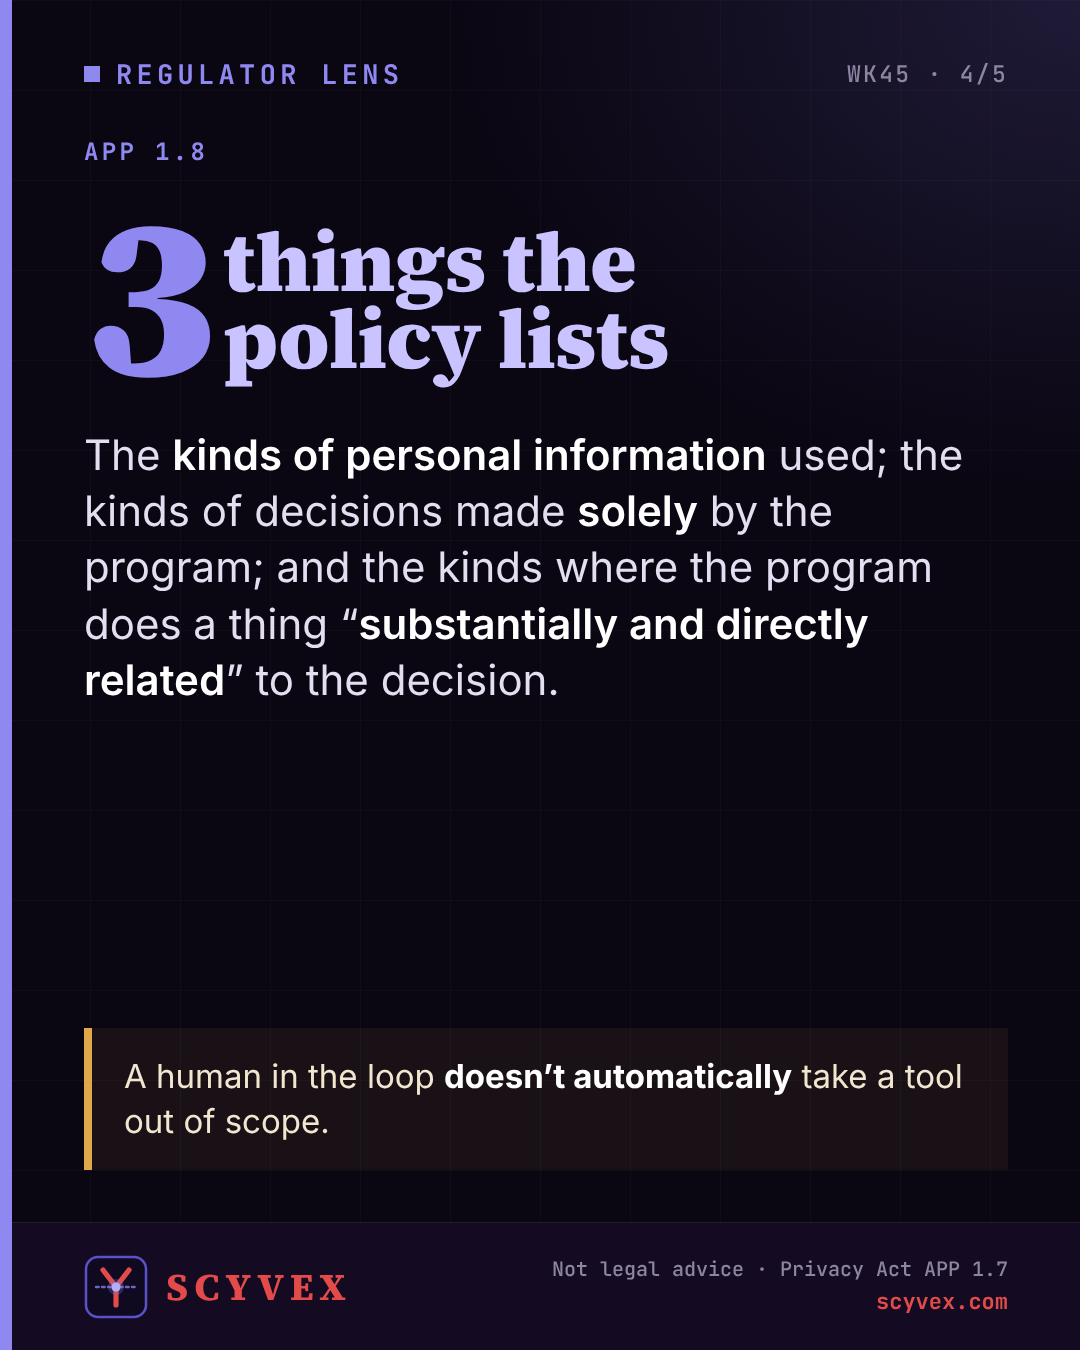 REGULATOR LENS
WK45 · 4/5
APP 1.8
3 things the
policy lists
The kinds of personal information used; the
kinds of decisions made solely by the
program; and the kinds where the program
does a thing “substantially and directly
related” to the decision.
A human in the loop doesn’t automatically take a tool
out of scope.
SCYVEX
Not legal advice · Privacy Act APP 1.7
scyvex.com